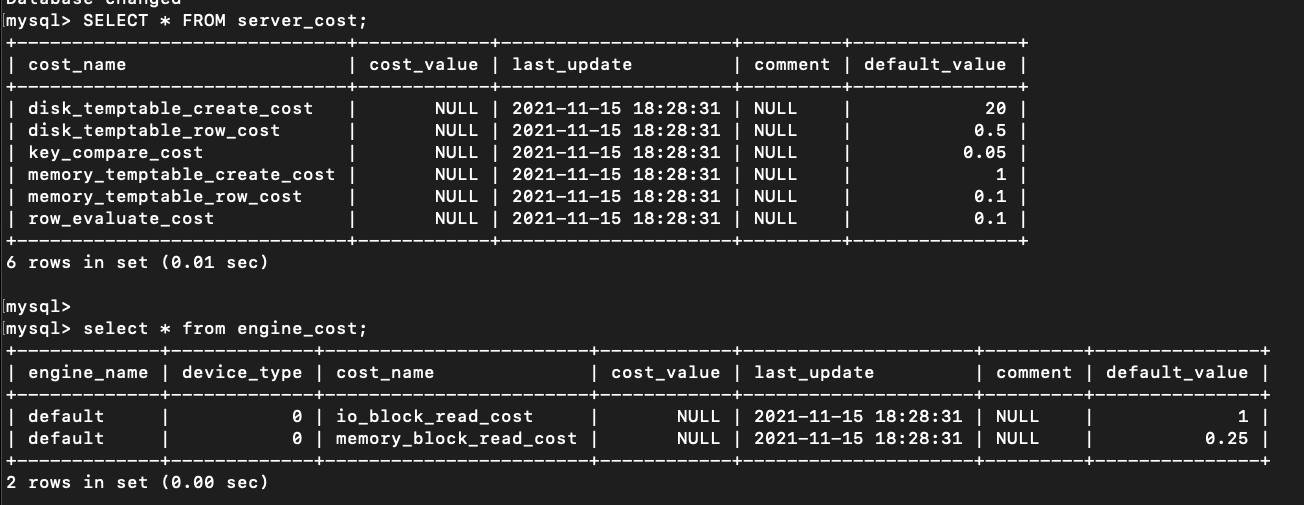 Database changed
mysql> SELECT * FROM server_cost;
+------------------------------+------------+---------------------+---------+---------------+
| cost_name                    | cost_value | last_update         | comment | default_value |
+------------------------------+------------+---------------------+---------+---------------+
| disk_temptable_create_cost   |       NULL | 2021-11-15 18:28:31 | NULL    |            20 |
| disk_temptable_row_cost      |       NULL | 2021-11-15 18:28:31 | NULL    |           0.5 |
| key_compare_cost             |       NULL | 2021-11-15 18:28:31 | NULL    |          0.05 |
| memory_temptable_create_cost |       NULL | 2021-11-15 18:28:31 | NULL    |             1 |
| memory_temptable_row_cost    |       NULL | 2021-11-15 18:28:31 | NULL    |           0.1 |
| row_evaluate_cost            |       NULL | 2021-11-15 18:28:31 | NULL    |           0.1 |
+------------------------------+------------+---------------------+---------+---------------+
6 rows in set (0.01 sec)
mysql>
mysql> select * from engine_cost;
+-------------+-------------+------------------------+------------+---------------------+---------+---------------+
| engine_name | device_type | cost_name              | cost_value | last_update         | comment | default_value |
+-------------+-------------+------------------------+------------+---------------------+---------+---------------+
| default     |           0 | io_block_read_cost     |       NULL | 2021-11-15 18:28:31 | NULL    |             1 |
| default     |           0 | memory_block_read_cost |       NULL | 2021-11-15 18:28:31 | NULL    |          0.25 |
+-------------+-------------+------------------------+------------+---------------------+---------+---------------+
2 rows in set (0.00 sec)